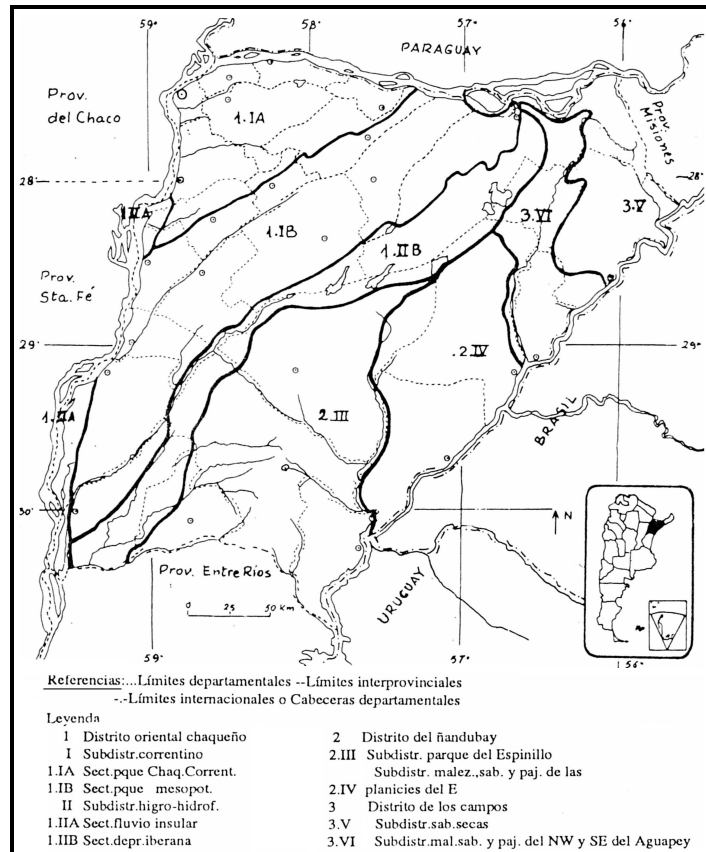 59°
58
57°
56°
PARAGUAY
Prov.
del Chaco
Prov.
Misiones
1.IA
28
28°
1.IIA
3.VI
3.V
1.IB
1.IIB
Prov.
Sta. Fé
29°
29°
.2 IV
1.IIA
2.III
BRASIL
30°
N
Prov. Entre Ríos
0 25 50 Km
URUGUAY
59°
57°
56°
Referencias:...Límites departamentales --Límites interprovinciales
-.-Límites internacionales o Cabeceras departamentales
Leyenda
1 Distrito oriental chaqueño
I Subdistr.correntino
1.IA Sect.pque Chaq.Corrent.
1.IB Sect.pque mesopot.
II Subdistr.higro-hidrof.
1.IIA Sect.fluvio insular
1.IIB Sect.depr.iberana
2 Distrito del ñandubay
2.III Subdistr. parque del Espinillo
Subdistr. malez.,sab. y paj. de las
2.IV planicies del E
3 Distrito de los campos
3.V Subdistr.sab.secas
3.VI Subdistr.mal.sab. y paj. del NW y SE del Aguapey